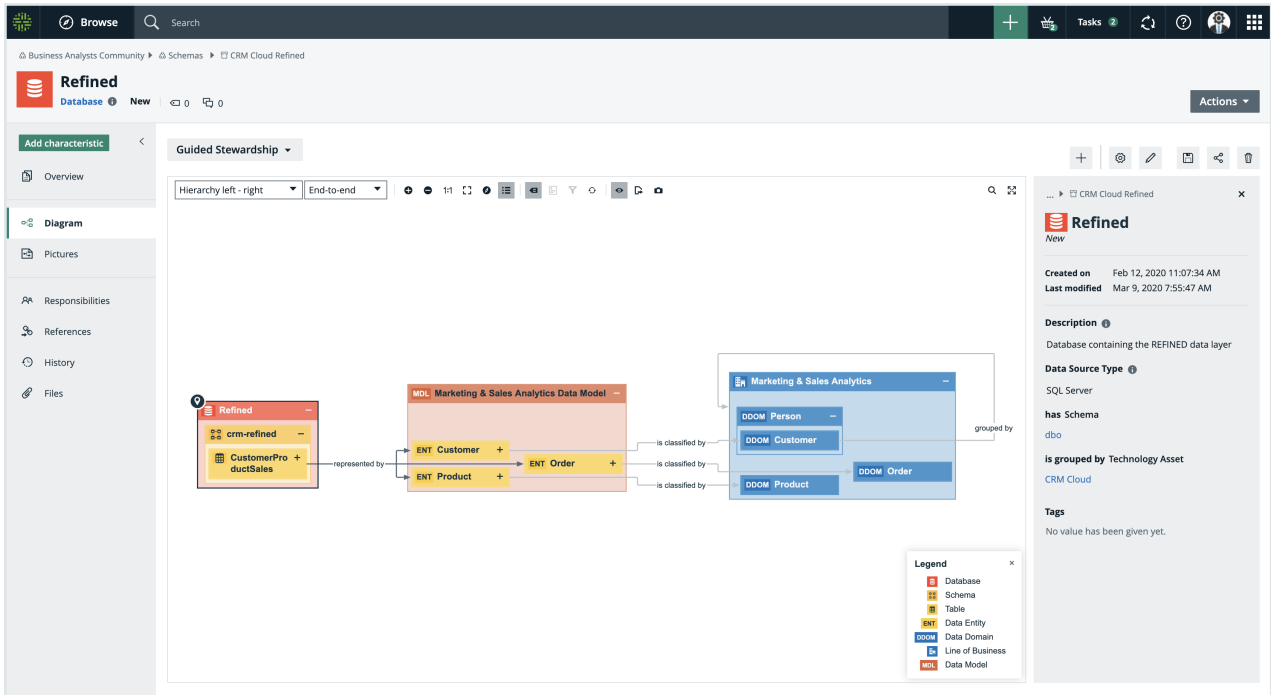 Browse
Search
2
Tasks 2
Business Analysts Community
Schemas
CRM Cloud Refined
Refined
Database
New
0
0
Actions
Add characteristic
Overview
Diagram
Pictures
Responsibilities
References
History
Files
Guided Stewardship
Hierarchy left - right
End-to-end
1:1
Refined
crm-refined
CustomerPro
ductSales
represented by
MDL Marketing & Sales Analytics Data Model
ENT Customer
ENT Order
ENT Product
is classified by
is classified by
is classified by
Marketing & Sales Analytics
DDOM Person
DDOM Customer
DDOM Order
DDOM Product
grouped by
Legend
Database
Schema
Table
ENT Data Entity
DDOM Data Domain
Line of Business
MDL Data Model
... CRM Cloud Refined
Refined
New
Created on Feb 12, 2020 11:07:34 AM
Last modified Mar 9, 2020 7:55:47 AM
Description
Database containing the REFINED data layer
Data Source Type
SQL Server
has Schema
dbo
is grouped by Technology Asset
CRM Cloud
Tags
No value has been given yet.